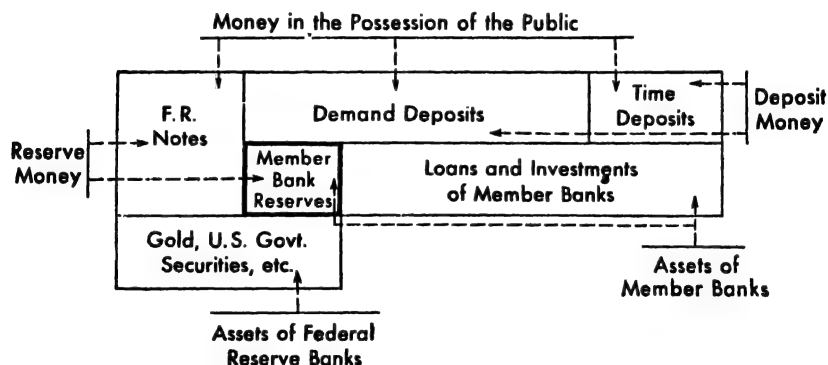 Money in the Possession of the Public
F.R.
Notes
Demand Deposits
Time
Deposits
Deposit
Money
Reserve
Money
Member
Bank
Reserves
Loans and Investments
of Member Banks
Gold, U.S. Govt.
Securities, etc.
Assets of
Member Banks
Assets of Federal
Reserve Banks